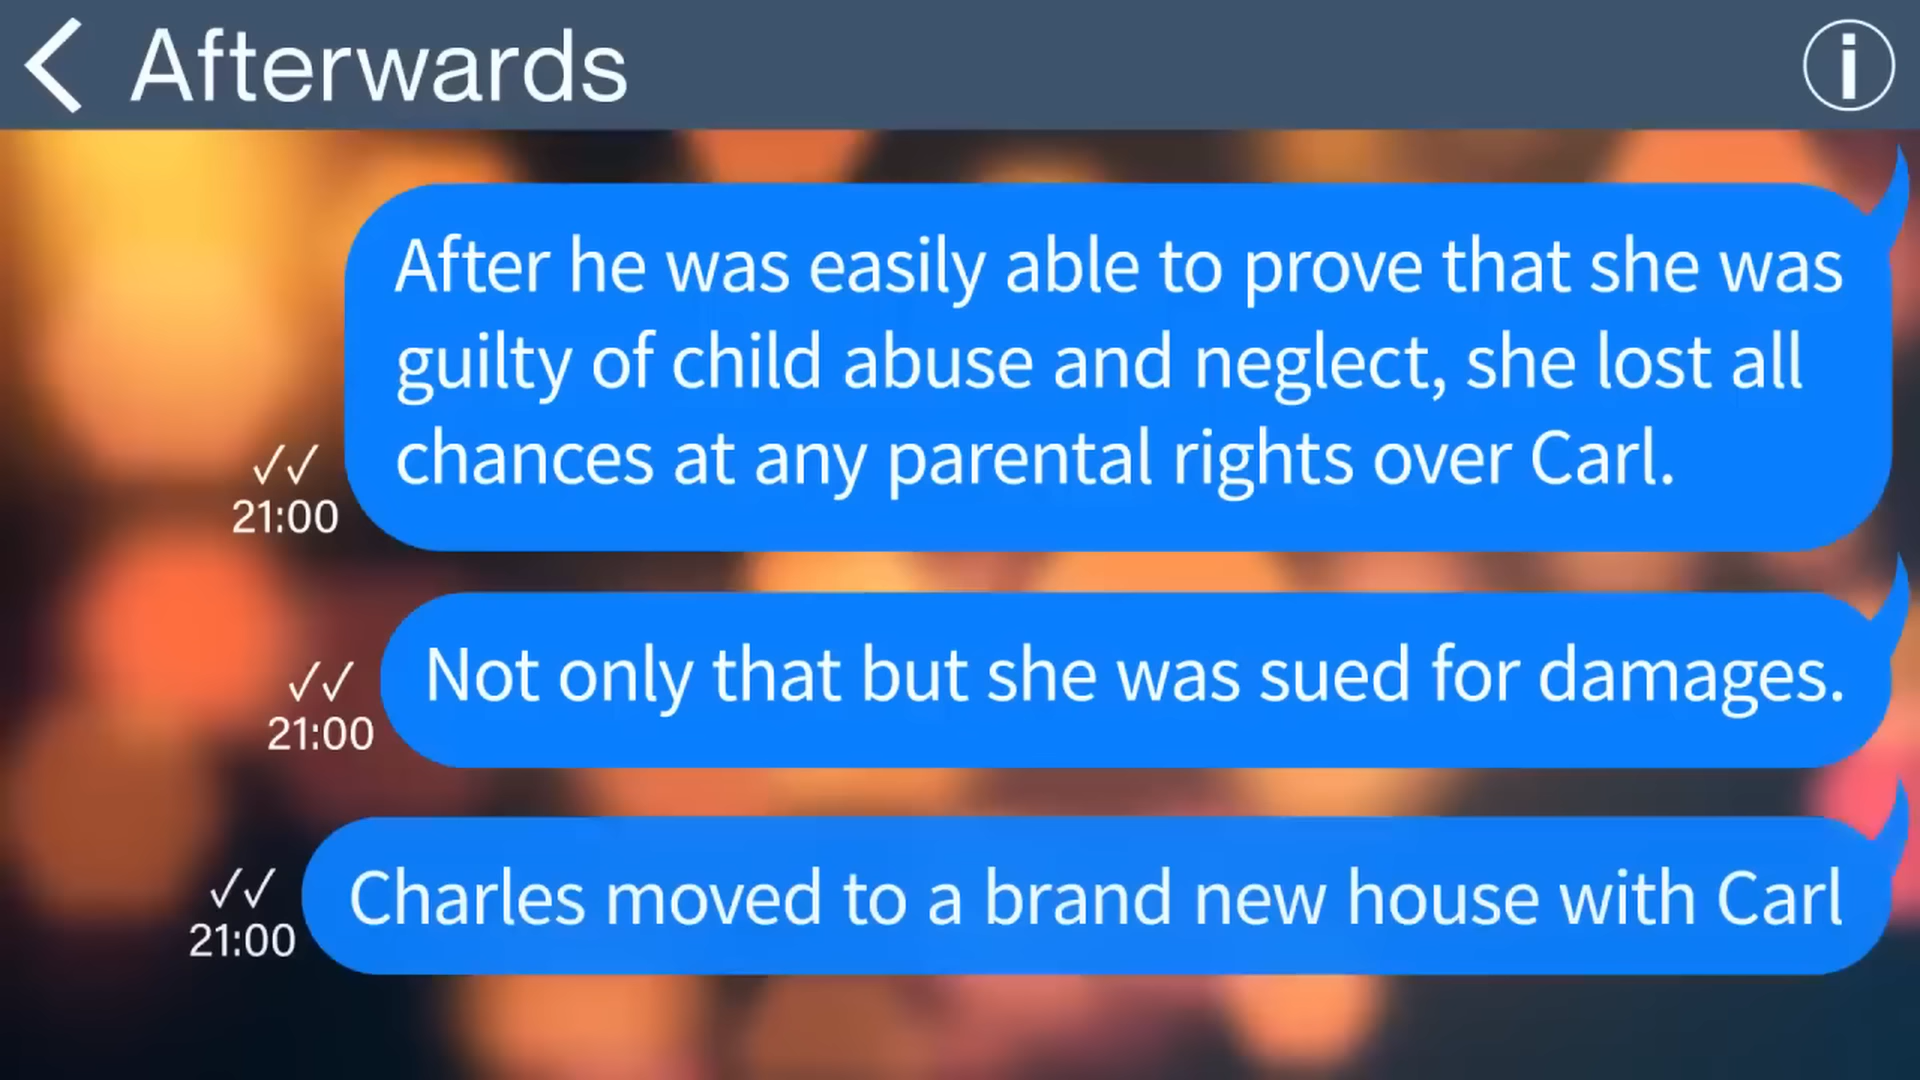 Afterwards
After he was easily able to prove that she was
guilty of child abuse and neglect, she lost all
chances at any parental rights over Carl.
21:00
Not only that but she was sued for damages.
21:00
Charles moved to a brand new house with Carl
21:00